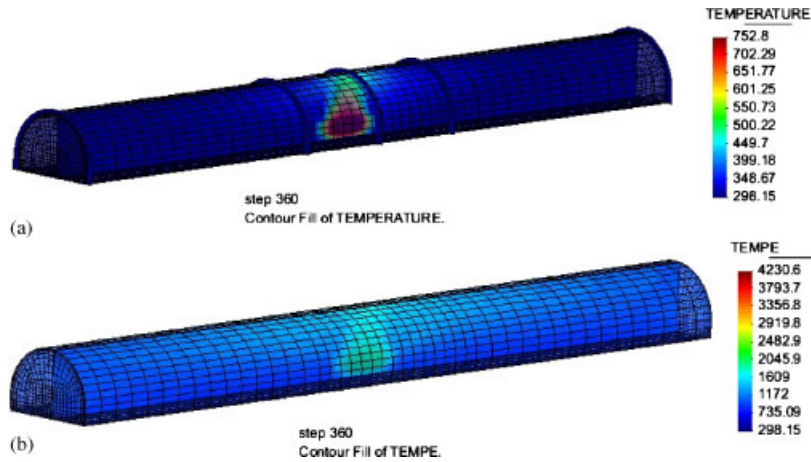 TEMPERATURE
752.8
702.29
651.77
601.25
550.73
500.22
449.7
399.18
348.67
298.15
step 360
Contour Fill of TEMPERATURE.
(a)
TEMPE
4230.6
3793.7
3356.8
2919.8
2482.9
2045.9
1609
1172
735.09
298.15
step 360
Contour Fill of TEMPE.
(b)